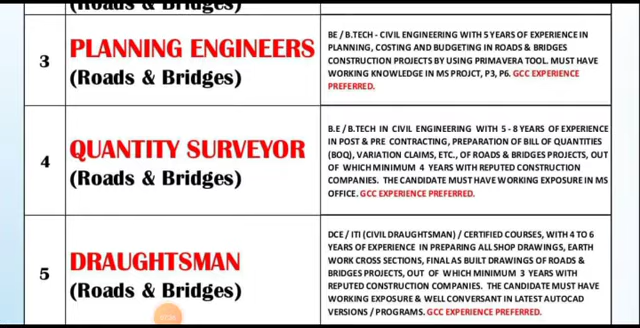 (Roads & Bridges)
3
PLANNING ENGINEERS
(Roads & Bridges)
BE / B.TECH - CIVIL ENGINEERING WITH 5 YEARS OF EXPERIENCE IN
PLANNING, COSTING AND BUDGETING IN ROADS & BRIDGES
CONSTRUCTION PROJECTS BY USING PRIMAVERA TOOL. MUST HAVE
WORKING KNOWLEDGE IN MS PROJCT, P3, P6. GCC EXPERIENCE
PREFERRED.
4
QUANTITY SURVEYOR
(Roads & Bridges)
B.E / B.TECH IN CIVIL ENGINEERING WITH 5 - 8 YEARS OF EXPERIENCE
IN POST & PRE CONTRACTING, PREPARATION OF BILL OF QUANTITIES
(BOQ), VARIATION CLAIMS, ETC., OF ROADS & BRIDGES PROJECTS, OUT
OF WHICH MINIMUM 4 YEARS WITH REPUTED CONSTRUCTION
COMPANIES. THE CANDIDATE MUST HAVE WORKING EXPOSURE IN MS
OFFICE. GCC EXPERIENCE PREFERRED.
5
DRAUGHTSMAN
(Roads & Bridges)
DCE / ITI (CIVIL DRAUGHTSMAN) / CERTIFIED COURSES, WITH 4 TO 6
YEARS OF EXPERIENCE IN PREPARING ALL SHOP DRAWINGS, EARTH
WORK CROSS SECTIONS, FINAL AS BUILT DRAWINGS OF ROADS &
BRIDGES PROJECTS, OUT OF WHICH MINIMUM 3 YEARS WITH
REPUTED CONSTRUCTION COMPANIES. THE CANDIDATE MUST HAVE
WORKING EXPOSURE & WELL CONVERSANT IN LATEST AUTOCAD
VERSIONS / PROGRAMS. GCC EXPERIENCE PREFERRED.